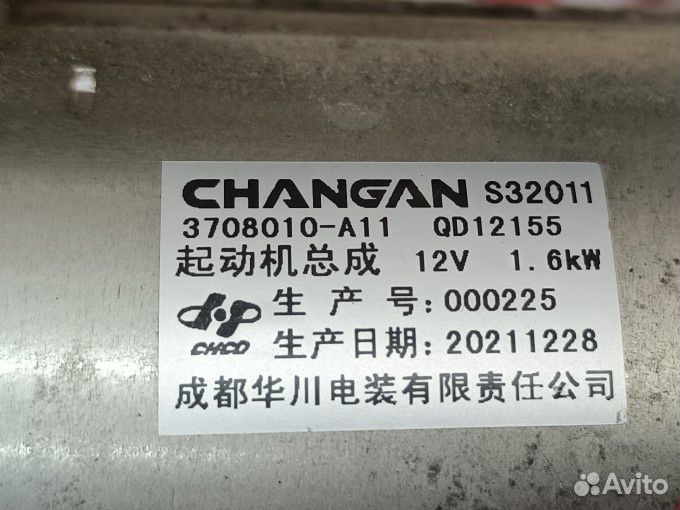 CHANGAN S32011
3708010-A11 QD12155
起动机总成 12V 1.6kW
CHCD 生产号:000225
生产日期:20211228
成都华川电装有限责任公司
Avito